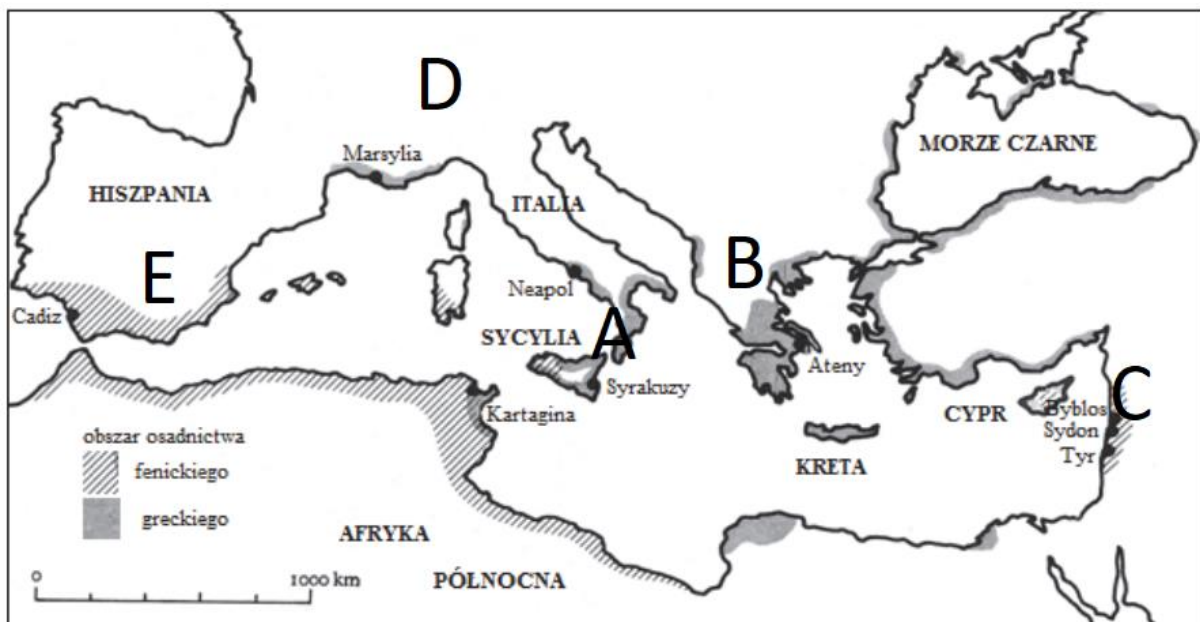 D
MORZE CZARNE
Marsylia
HISZPANIA
ITALIA
E
B
Neapol
Cadiz
SYCYLIA
A
Ateny
Syrakuzy
CYPR
C
Byblos
Kartagina
Sydon
obszar osadnictwa
Tyr
fenickiego
KRETA
greckiego
AFRYKA
0
1000 km
PÓLNOCNA